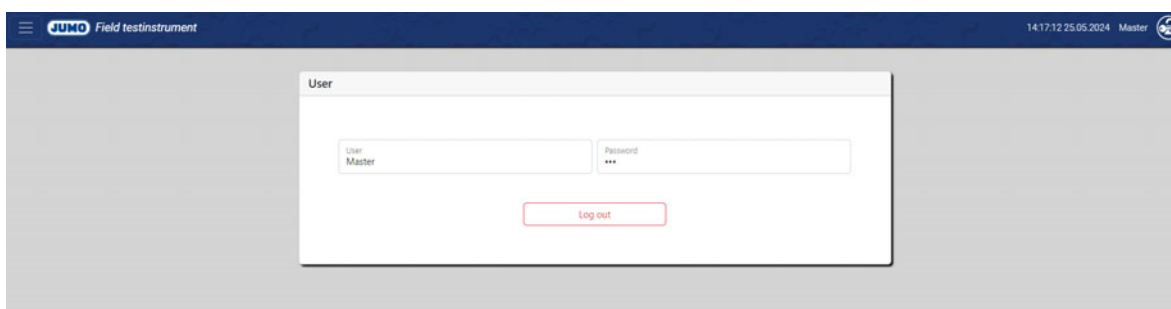 JUMO Field testinstrument 14:17:12 25.05.2024 Master
User
User Password
Master •••
Log out